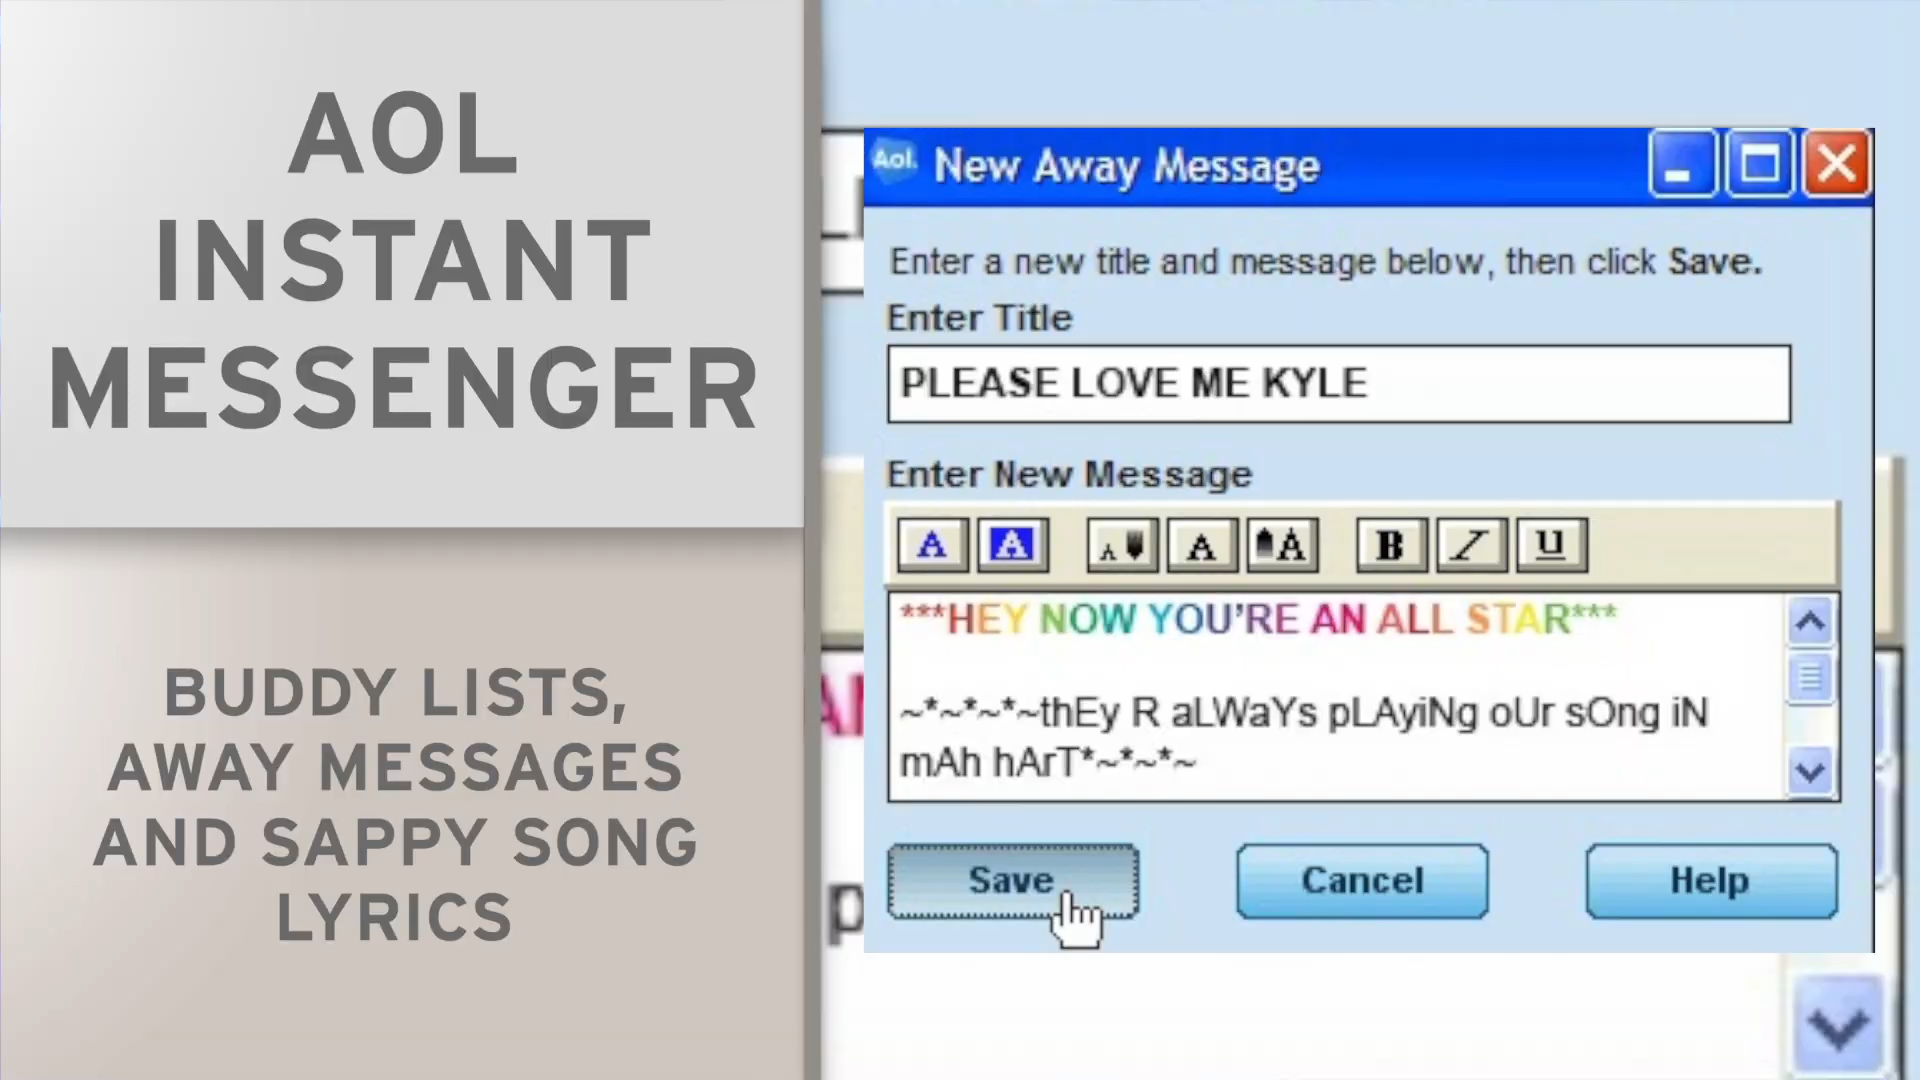 AOL
INSTANT
MESSENGER
BUDDY LISTS,
AWAY MESSAGES
AND SAPPY SONG
LYRICS
Aol. New Away Message
Enter a new title and message below, then click Save.
Enter Title
PLEASE LOVE ME KYLE
Enter New Message
A A A A A B I U
***HEY NOW YOU'RE AN ALL STAR***
~*~*~*~thEy R aLWaYs pLAyiNg oUr sOng iN
mAh hArT*~*~*~
Save Cancel Help